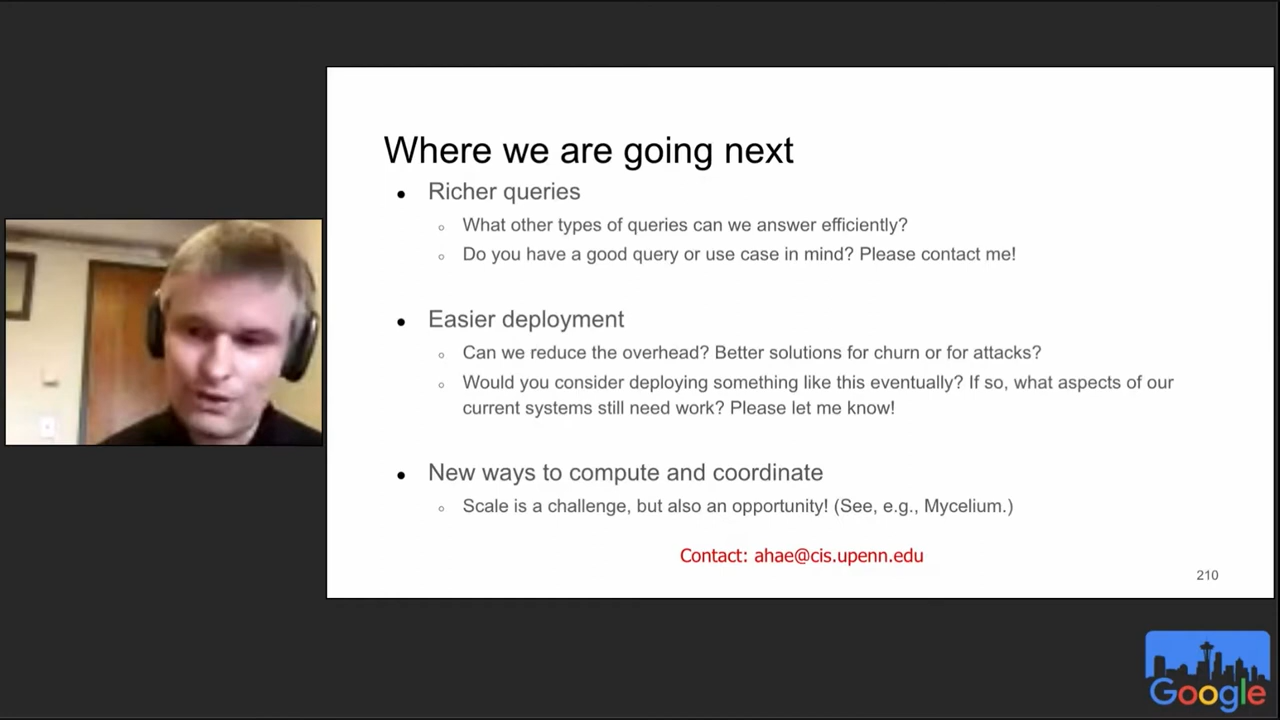 Where we are going next
Richer queries
What other types of queries can we answer efficiently?
Do you have a good query or use case in mind? Please contact me!
Easier deployment
Can we reduce the overhead? Better solutions for churn or for attacks?
Would you consider deploying something like this eventually? If so, what aspects of our
current systems still need work? Please let me know!
New ways to compute and coordinate
Scale is a challenge, but also an opportunity! (See, e.g., Mycelium.)
Contact: ahae@cis.upenn.edu
210
Google